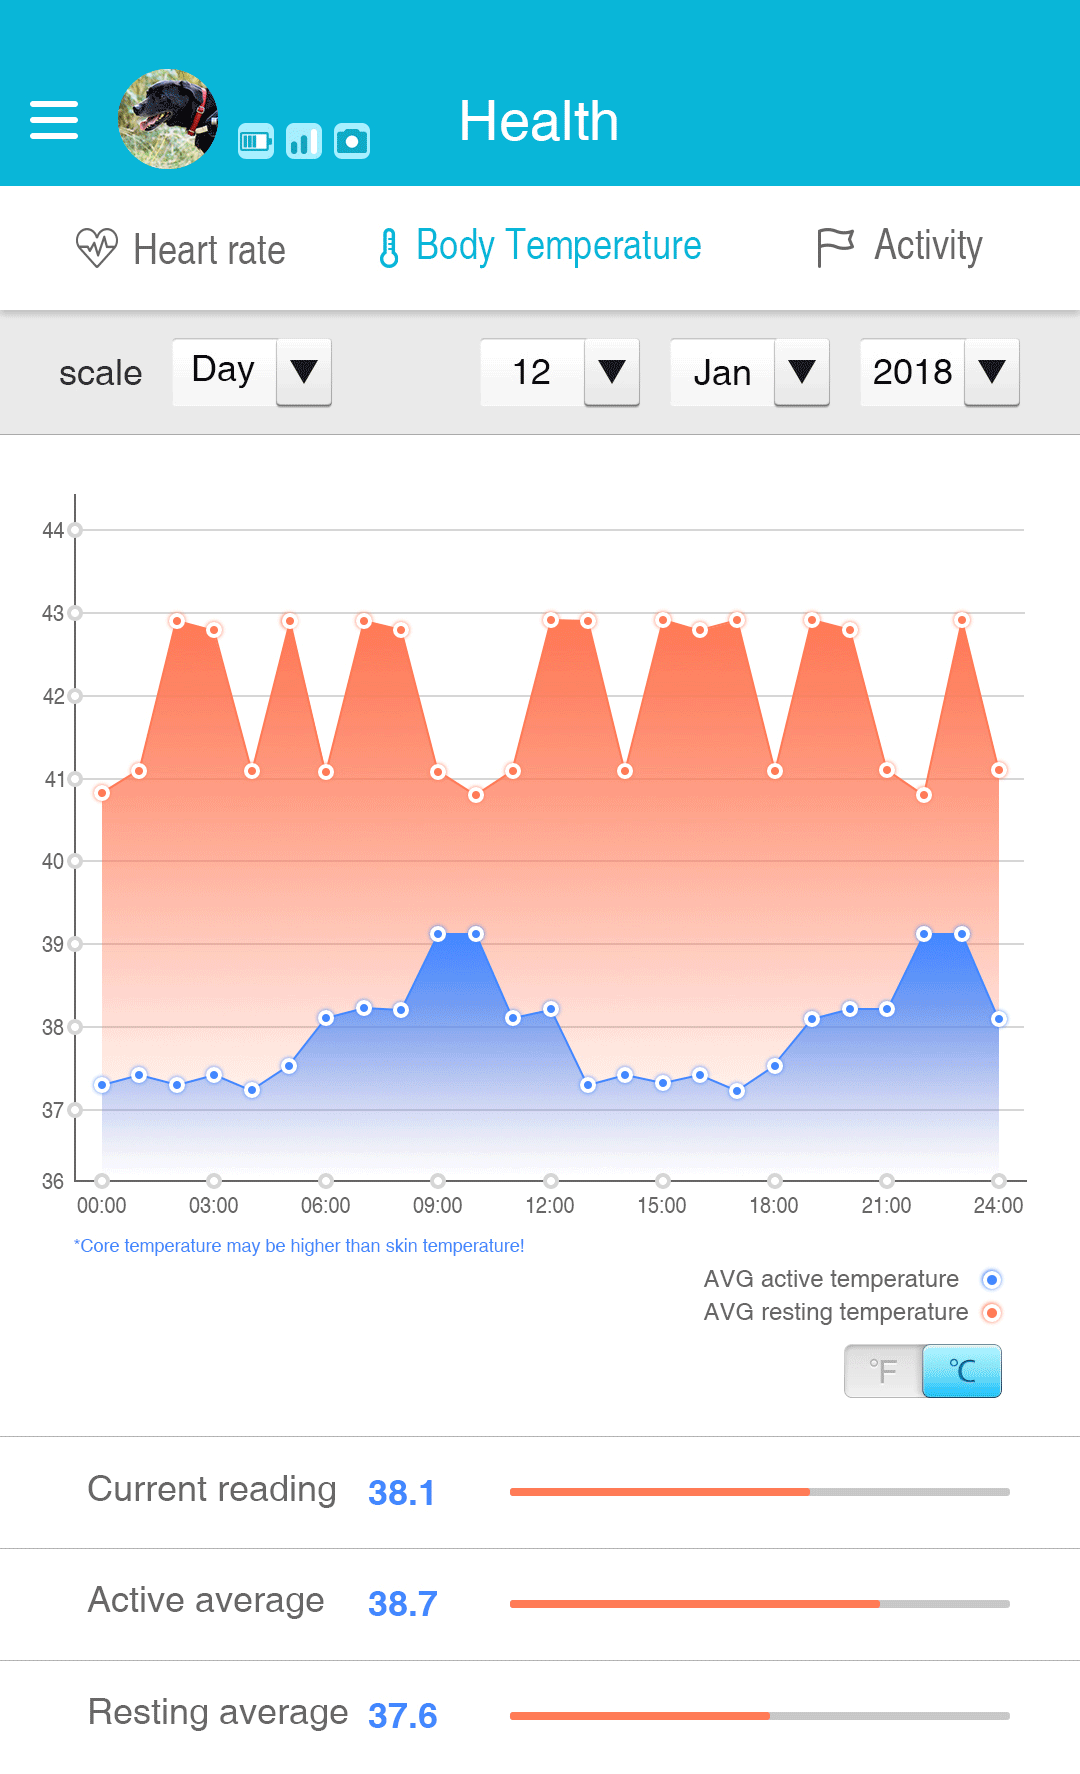 Health
Heart rate
Body Temperature
Activity
scale Day 12 Jan 2018
44
43
42
41
40
39
38
37
36
00:00 03:00 06:00 09:00 12:00 15:00 18:00 21:00 24:00
*Core temperature may be higher than skin temperature!
AVG active temperature
AVG resting temperature
°F °C
Current reading 38.1
Active average 38.7
Resting average 37.6